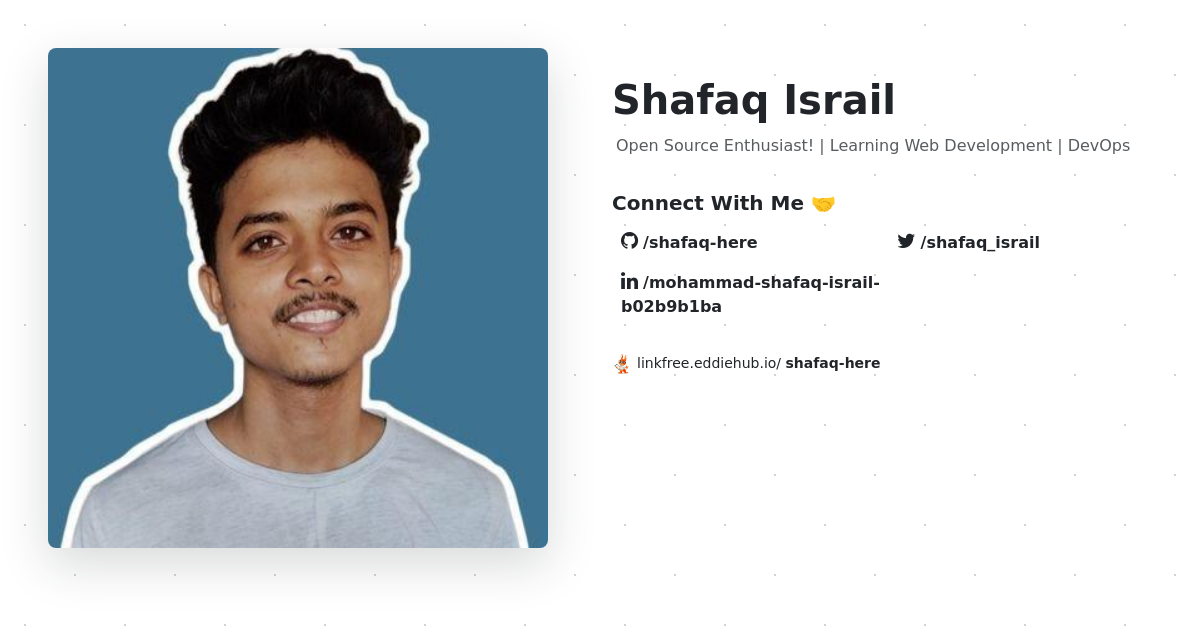 Shafaq Israil
Open Source Enthusiast! | Learning Web Development | DevOps
Connect With Me 🤝
/shafaq-here
/shafaq_israil
/mohammad-shafaq-israil-
b02b9b1ba
linkfree.eddiehub.io/ shafaq-here